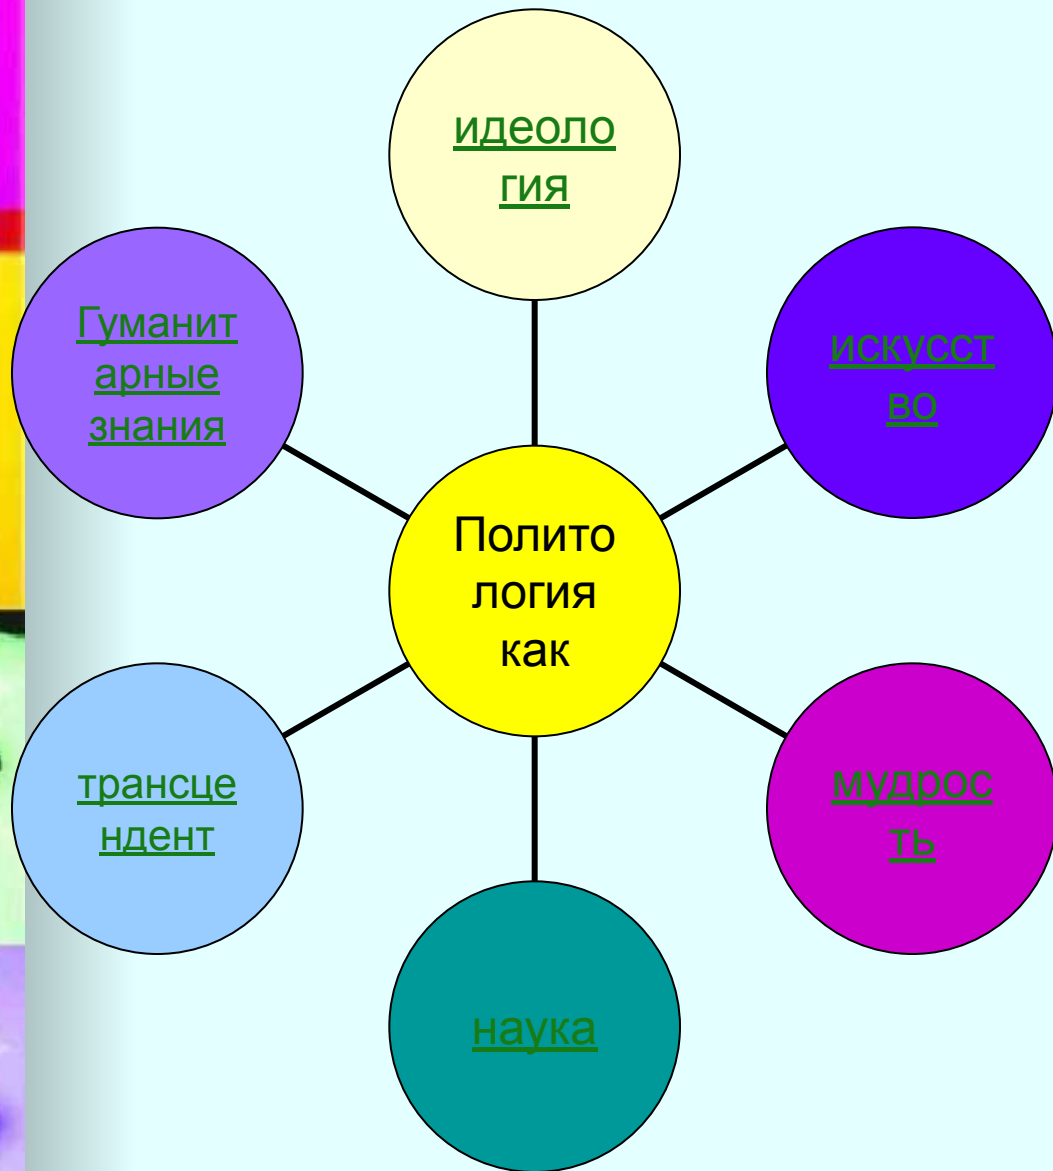 идеоло
гия
искусст
во
мудрос
ть
наука
трансце
ндент
Гуманит
арные
знания
Полито
логия
как